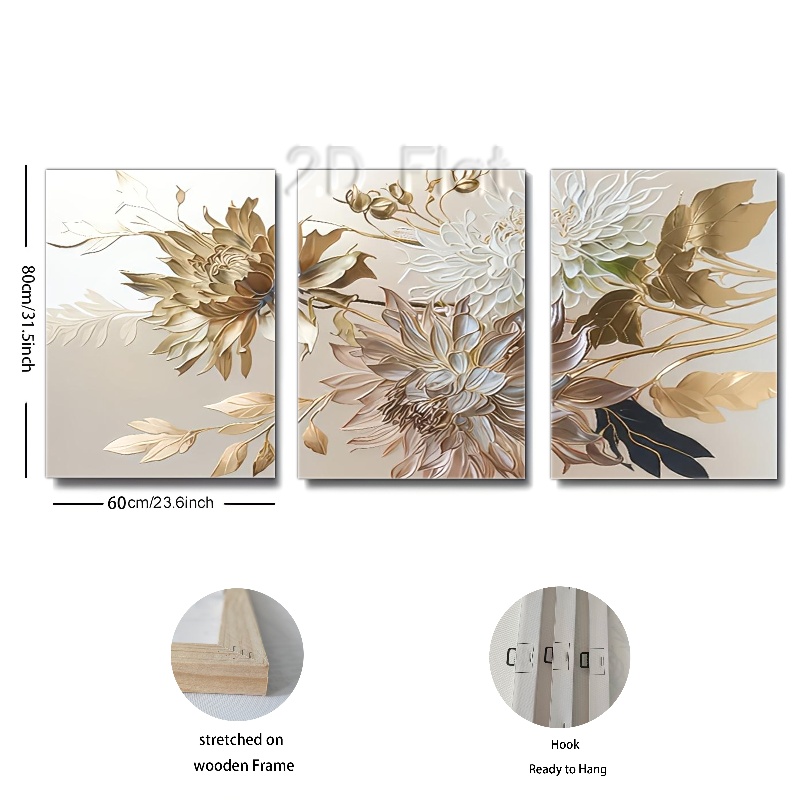 2D Flat
80cm/31.5inch
60cm/23.6inch
stretched on
wooden Frame
Hook
Ready to Hang